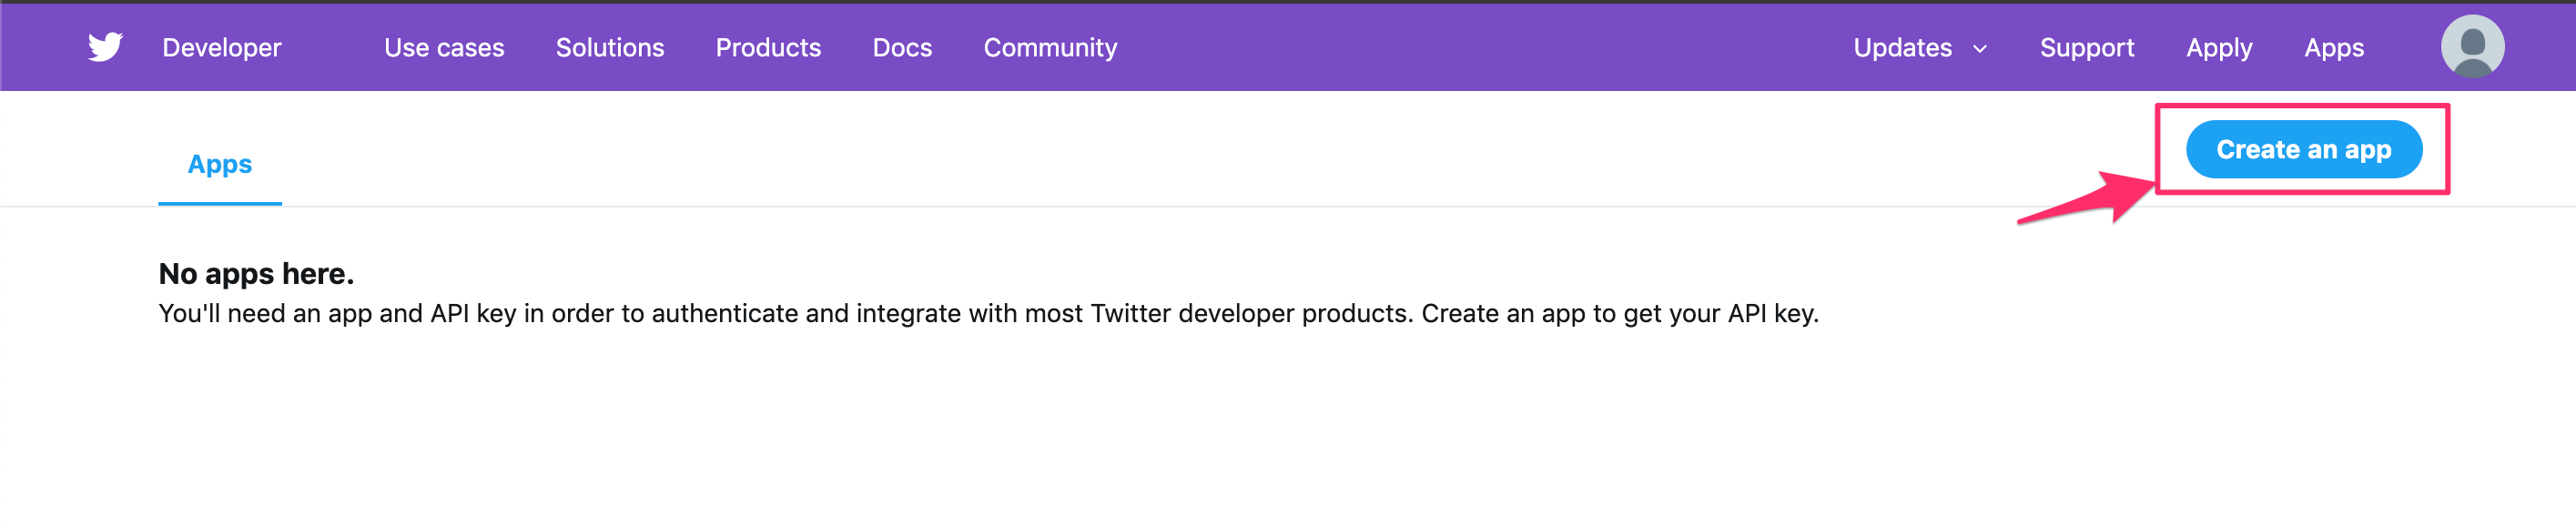 Developer Use cases Solutions Products Docs Community Updates Support Apply Apps
Apps
Create an app
No apps here.
You'll need an app and API key in order to authenticate and integrate with most Twitter developer products. Create an app to get your API key.